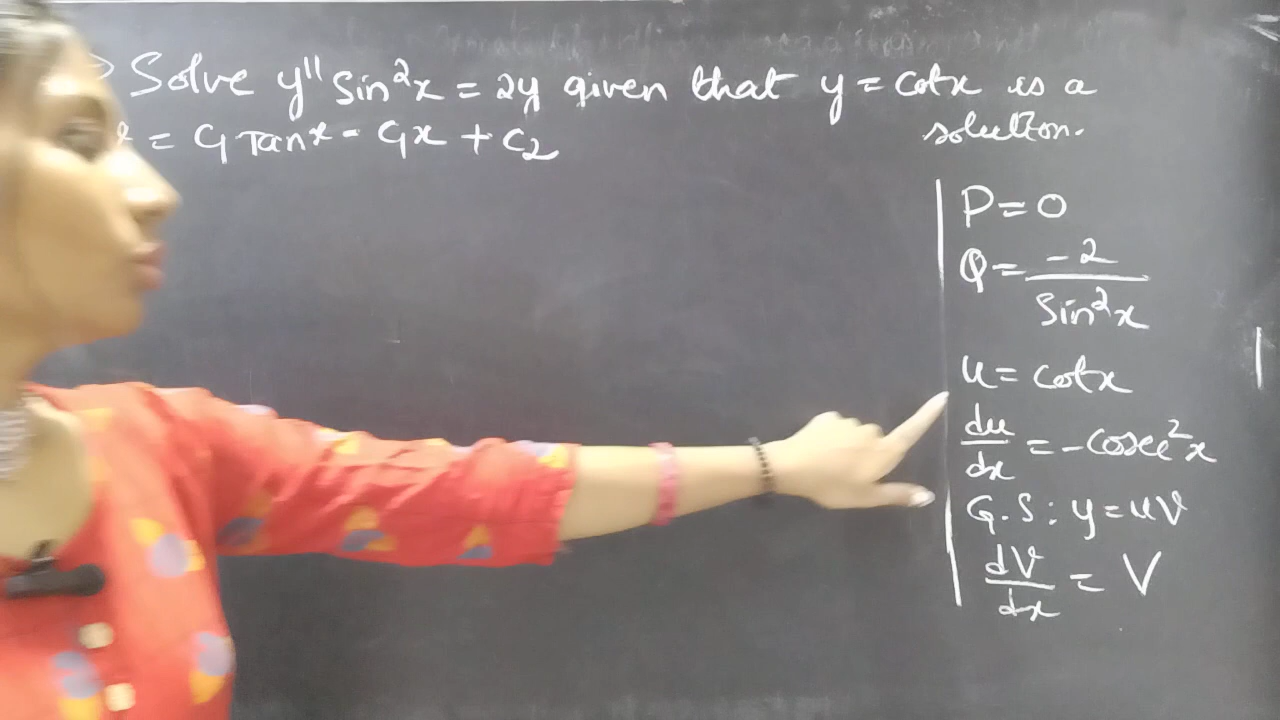 Solve y'' sin²x = 2y given that y = cotx is a
solution.
= C₁ Tanx - C₁x + C₂
P = 0
Q = -2 / sin²x
u = cotx
du/dx = -cosec²x
G.S : y = uv
dv/dx = V